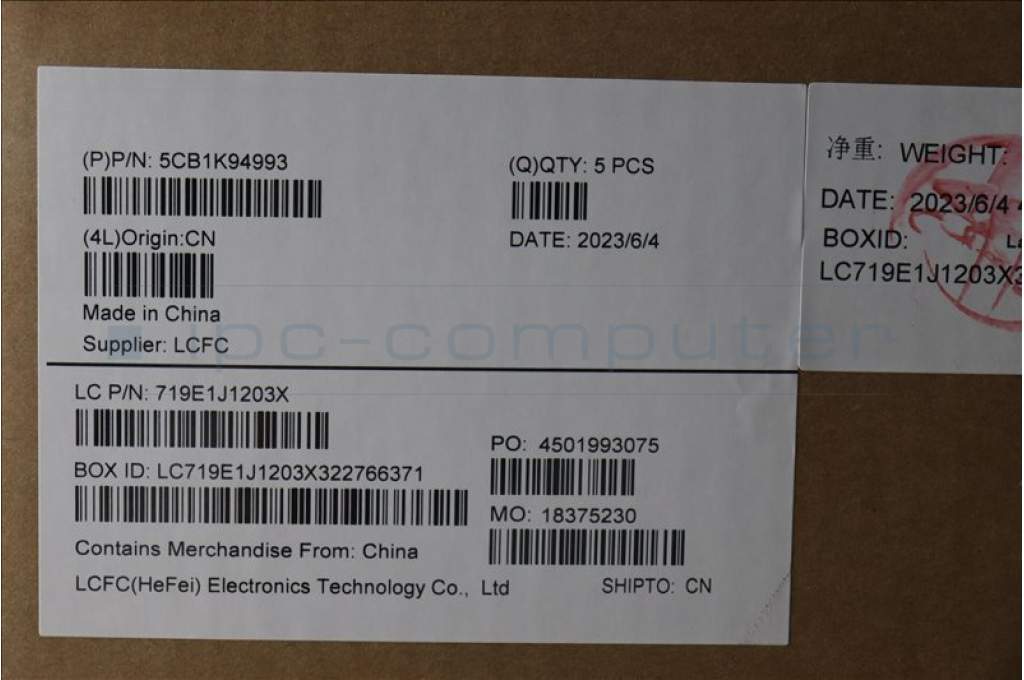 (P)P/N: 5CB1K94993
(Q)QTY: 5 PCS
(4L)Origin:CN
DATE: 2023/6/4
Made in China
Supplier: LCFC
ipc-computer
LC P/N: 719E1J1203X
PO: 4501993075
BOX ID: LC719E1J1203X322766371
MO: 18375230
Contains Merchandise From: China
LCFC(HeFei) Electronics Technology Co., Ltd
SHIPTO: CN
净重: WEIGHT:
DATE: 2023/6/4
BOXID:
LC719E1J1203X3